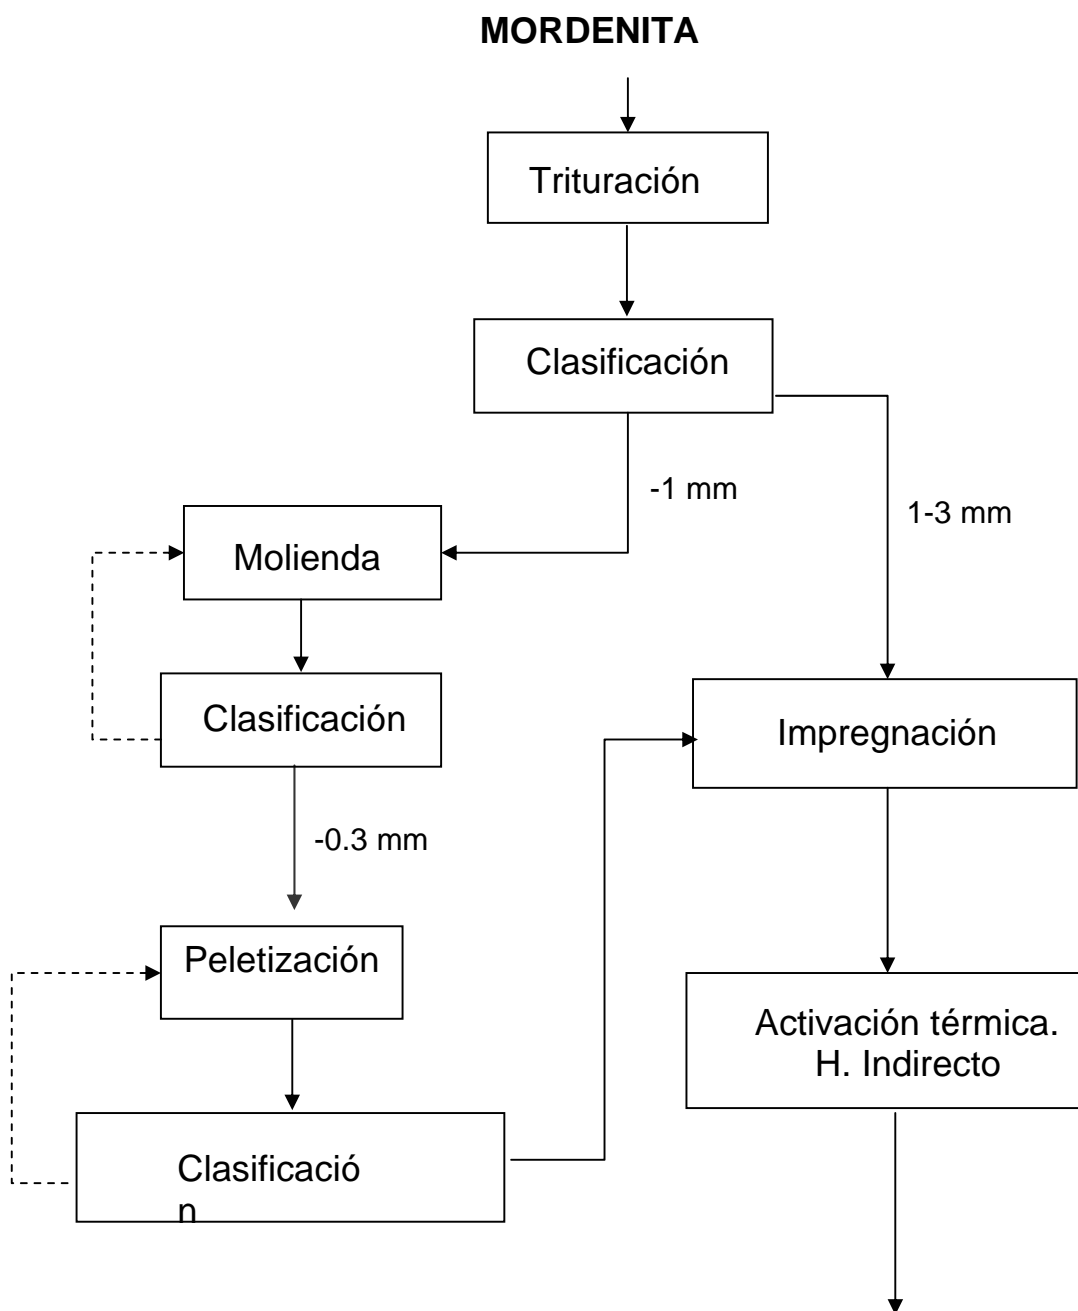 MORDENITA
Trituración
Clasificación
-1 mm
1-3 mm
Molienda
Clasificación
Impregnación
-0.3 mm
Peletización
Activación térmica.
H. Indirecto
Clasificació
n